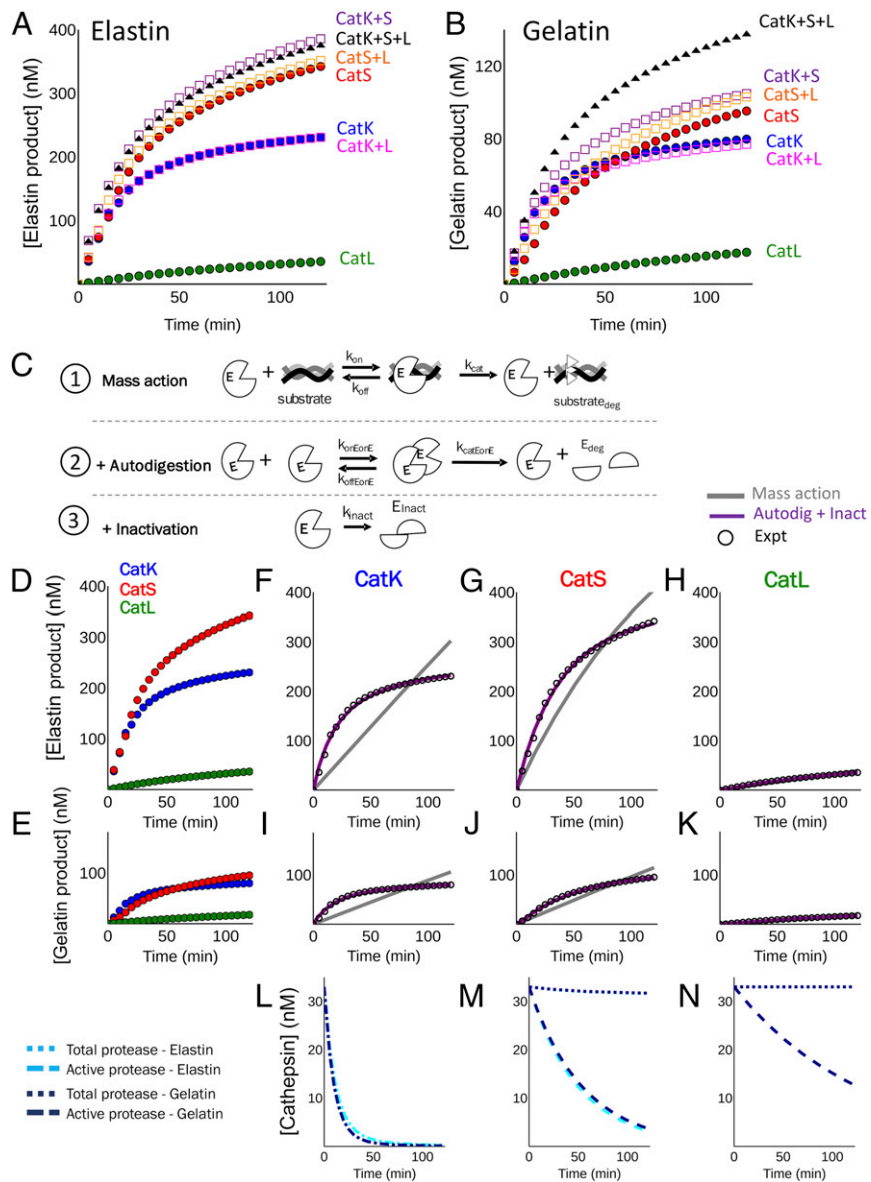 A
Elastin
[Elastin product] (nM)
400
300
200
100
50
100
Time (min)
CatK+S
CatK+S+L
CatS+L
CatS
CatK
CatK+L
CatL
B
Gelatin
[Gelatin product] (nM)
120
80
40
50
100
Time (min)
CatK+S+L
CatK+S
CatS+L
CatS
CatK
CatK+L
CatL
C
1 Mass action
E + substrate
kon
koff
E
kcat
E + substratedeg
2 + Autodigestion
E + E
konEonE
koffEonE
E E
kcatEonE
E + Edeg
3 + Inactivation
E
kinact
EInact
Mass action
Autodig + Inact
Expt
D
CatK
CatS
CatL
[Elastin product] (nM)
400
300
200
100
0 50 100
Time (min)
F
CatK
400
300
200
100
0 50 100
Time (min)
G
CatS
400
300
200
100
0 50 100
Time (min)
H
CatL
400
300
200
100
0 50 100
Time (min)
E
[Gelatin product] (nM)
100
0 50 100
Time (min)
I
100
0 50 100
Time (min)
J
100
0 50 100
Time (min)
K
100
0 50 100
Time (min)
Total protease - Elastin
Active protease - Elastin
Total protease - Gelatin
Active protease - Gelatin
L
[Cathepsin] (nM)
30
20
10
0 50 100
Time (min)
M
30
20
10
0 50 100
Time (min)
N
30
20
10
0 50 100
Time (min)